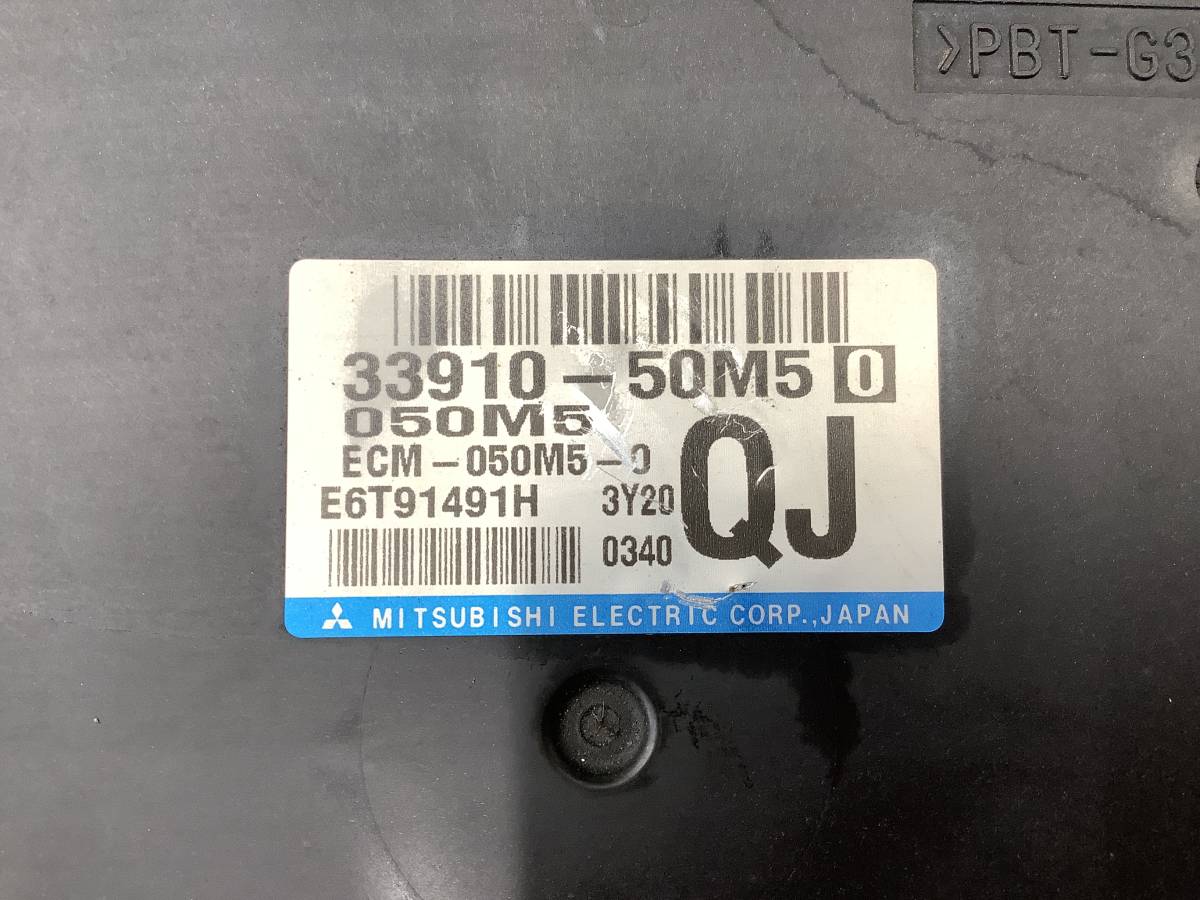 >PBT-G3
33910-50M5 0
050M5
ECM-050M5-0
QJ
E6T91491H 3Y20
0340
MITSUBISHI ELECTRIC CORP.,JAPAN